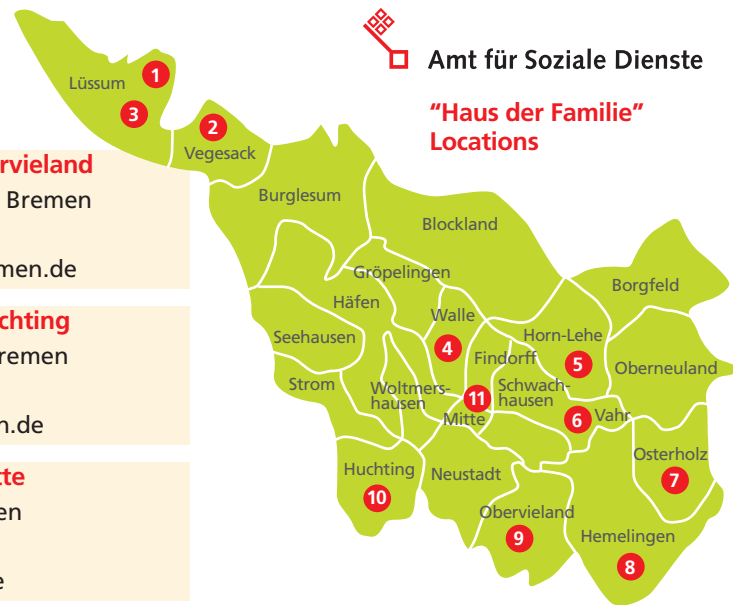 Amt für Soziale Dienste
“Haus der Familie”
Locations
Lüssum
1
3
2
Vegesack
Burglesum
Blockland
Gröpelingen
Borgfeld
Häfen
Walle
Seehausen
Horn-Lehe
4
Findorff
5
Oberneuland
Strom
Woltmers-
hausen
11
Schwach-
hausen
Mitte
6
Vahr
Huchting
10
Neustadt
Osterholz
7
Obervieland
9
Hemelingen
8
rvieland
Bremen
men.de
chting
remen
n.de
te
en
e